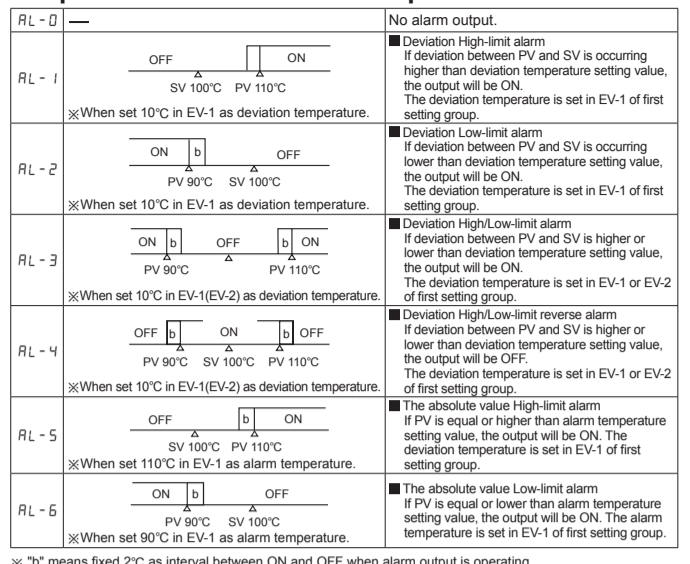 AL-0 — No alarm output.
AL-1
OFF ON
SV 100℃ PV 110℃
※When set 10℃ in EV-1 as deviation temperature.
■ Deviation High-limit alarm
If deviation between PV and SV is occurring
higher than deviation temperature setting value,
the output will be ON.
The deviation temperature is set in EV-1 of first
setting group.
AL-2
ON b OFF
PV 90℃ SV 100℃
※When set 10℃ in EV-1 as deviation temperature.
■ Deviation Low-limit alarm
If deviation between PV and SV is occurring
lower than deviation temperature setting value,
the output will be ON.
The deviation temperature is set in EV-1 of first
setting group.
AL-3
ON b OFF b ON
PV 90℃ PV 110℃
※When set 10℃ in EV-1(EV-2) as deviation temperature.
■ Deviation High/Low-limit alarm
If deviation between PV and SV is higher or
lower than deviation temperature setting value,
the output will be ON.
The deviation temperature is set in EV-1 or EV-2
of first setting group.
AL-4
OFF b ON b OFF
PV 90℃ SV 100℃ PV 110℃
※When set 10℃ in EV-1(EV-2) as deviation temperature.
■ Deviation High/Low-limit reverse alarm
If deviation between PV and SV is higher or
lower than deviation temperature setting value,
the output will be OFF.
The deviation temperature is set in EV-1 or EV-2
of first setting group.
AL-5
OFF b ON
SV 100℃ PV 110℃
※When set 110℃ in EV-1 as alarm temperature.
■ The absolute value High-limit alarm
If PV is equal or higher than alarm temperature
setting value, the output will be ON. The
deviation temperature is set in EV-1 of first
setting group.
AL-6
ON b OFF
PV 90℃ SV 100℃
※When set 90℃ in EV-1 as alarm temperature.
■ The absolute value Low-limit alarm
If PV is equal or lower than alarm temperature
setting value, the output will be ON. The alarm
temperature is set in EV-1 of first setting group.
※ "b" means fixed 2℃ as interval between ON and OFF when alarm output is operating